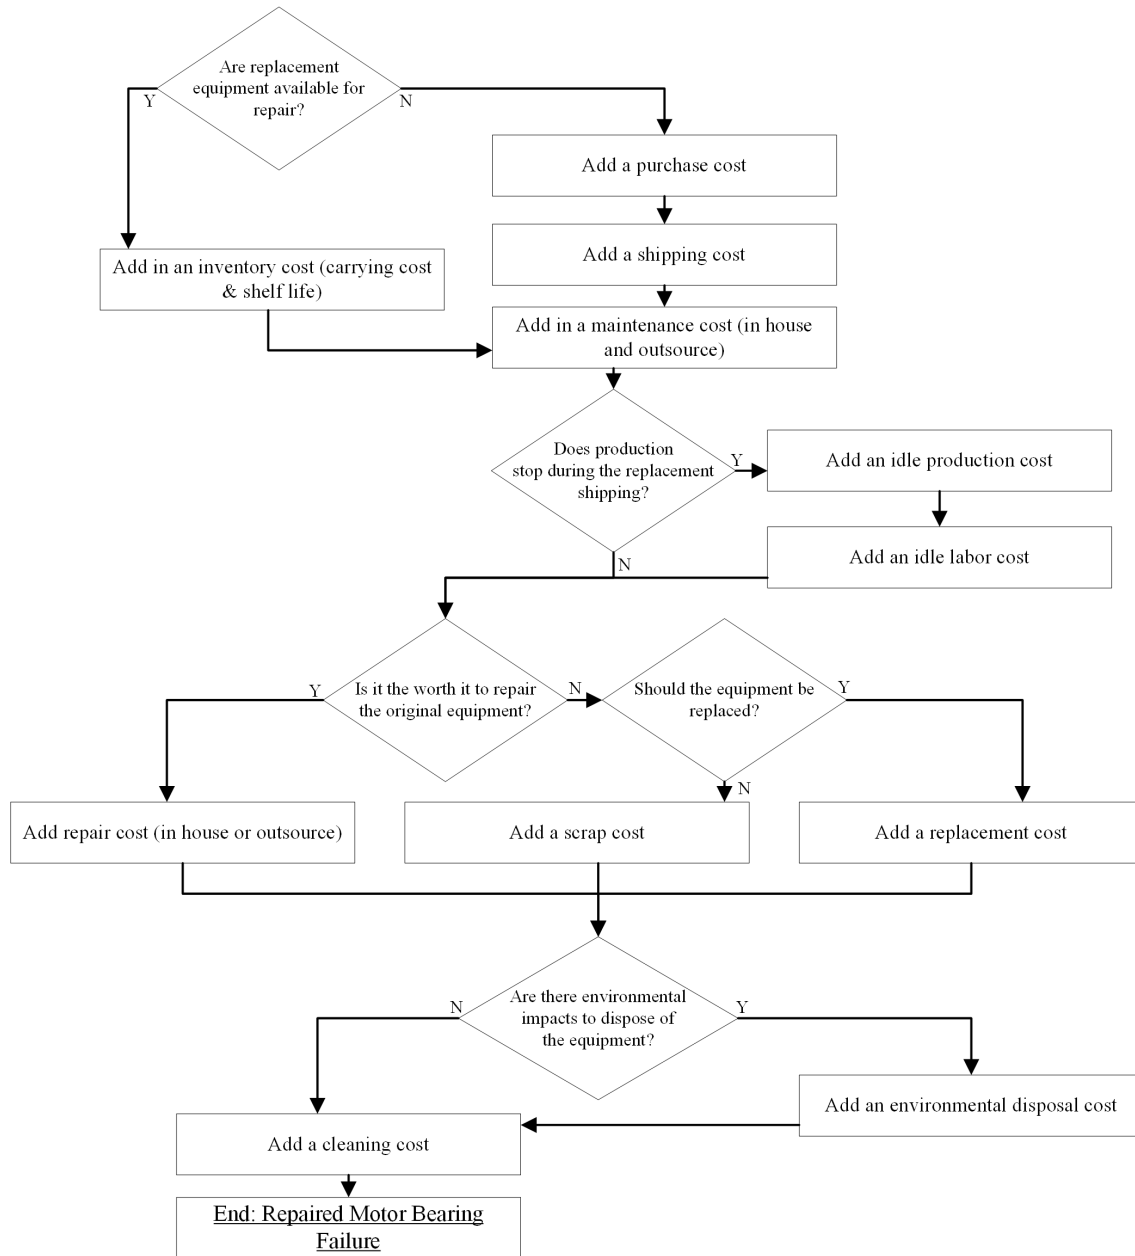 Are replacement
equipment available for
repair?
Y
N
Add a purchase cost
Add a shipping cost
Add in an inventory cost (carrying cost
& shelf life)
Add in a maintenance cost (in house
and outsource)
Does production
stop during the replacement
shipping?
Y
Add an idle production cost
N
Add an idle labor cost
Y
Is it the worth it to repair
the original equipment?
N
Should the equipment be
replaced?
Y
N
Add repair cost (in house or outsource)
Add a scrap cost
Add a replacement cost
N
Are there environmental
impacts to dispose of
the equipment?
Y
Add an environmental disposal cost
Add a cleaning cost
End: Repaired Motor Bearing
Failure